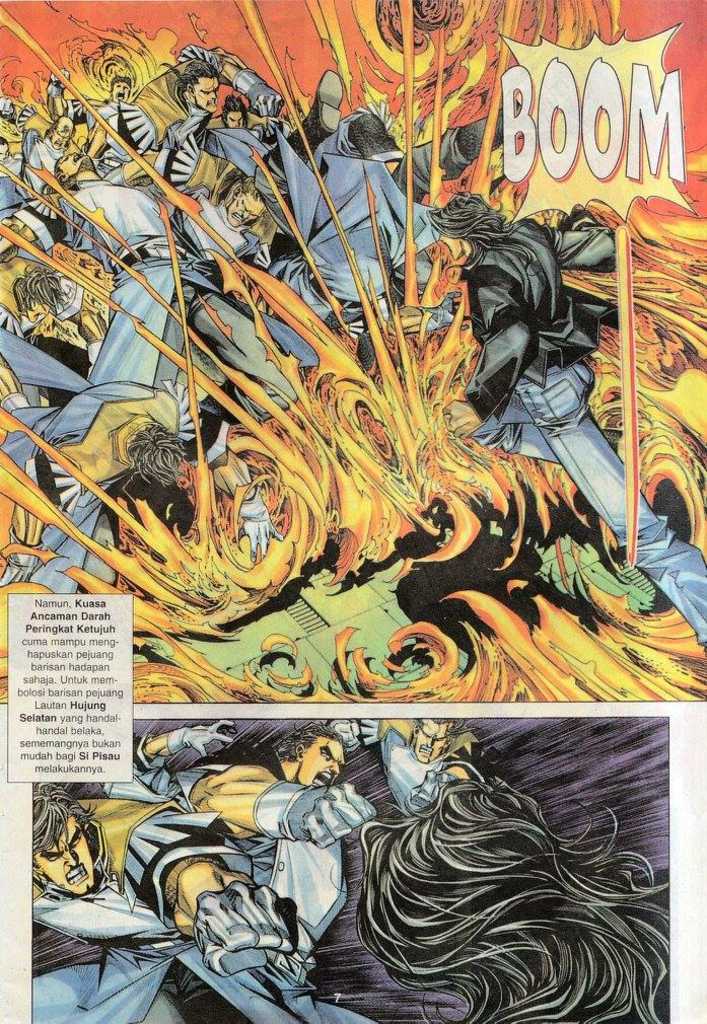 BOOM
Namun, Kuasa
Ancaman Darah
Peringkat Ketujuh
cuma mampu meng-
hapuskan pejuang
barisan hadapan
sahaja. Untuk mem-
bolosi barisan pejuang
Lautan Hujung
Selatan yang handal-
handal belaka,
sememangnya bukan
mudah bagi Si Pisau
melakukannya.
7